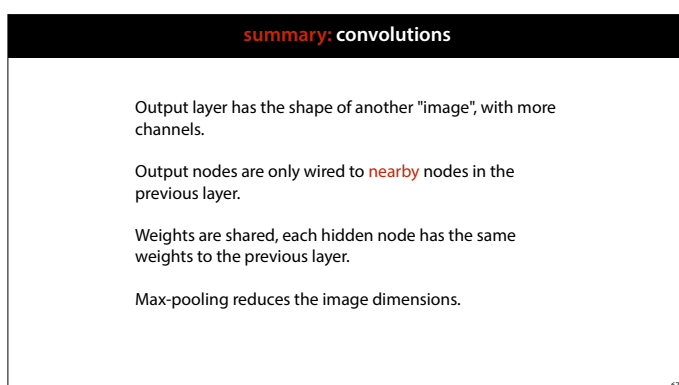 summary: convolutions
Output layer has the shape of another "image", with more
channels.
Output nodes are only wired to nearby nodes in the
previous layer.
Weights are shared, each hidden node has the same
weights to the previous layer.
Max-pooling reduces the image dimensions.